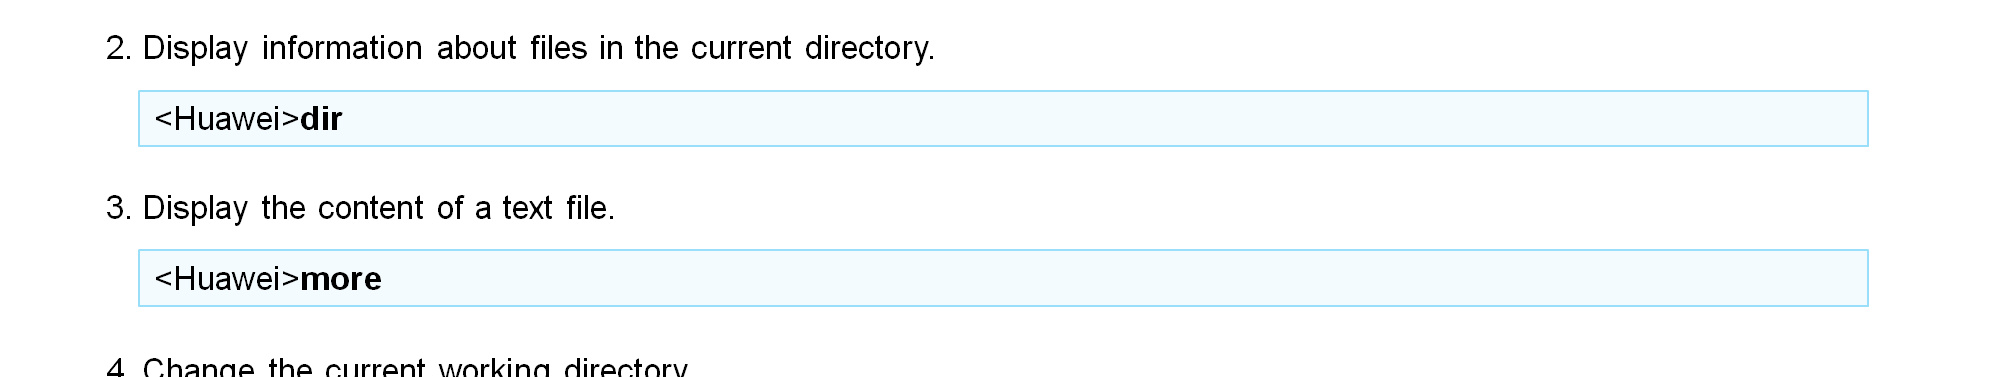 2. Display information about files in the current directory.
<Huawei>dir
3. Display the content of a text file.
<Huawei>more
4. Change the current working directory